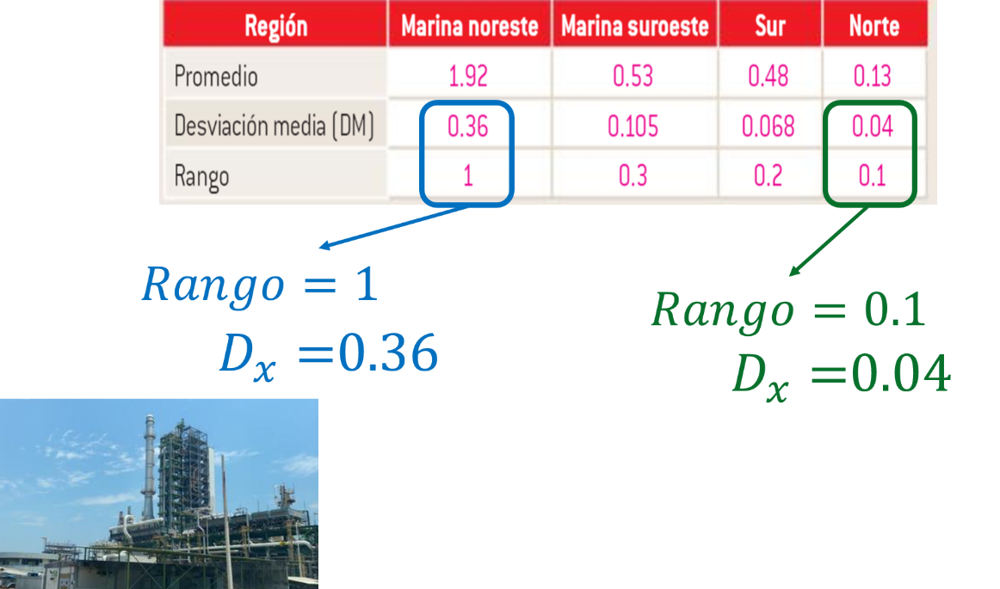 Región Marina noreste Marina suroeste Sur Norte
Promedio 1.92 0.53 0.48 0.13
Desviación media (DM) 0.36 0.105 0.068 0.04
Rango 1 0.3 0.2 0.1
Rango = 1
Rango = 0.1
Dₓ =0.36
Dₓ =0.04